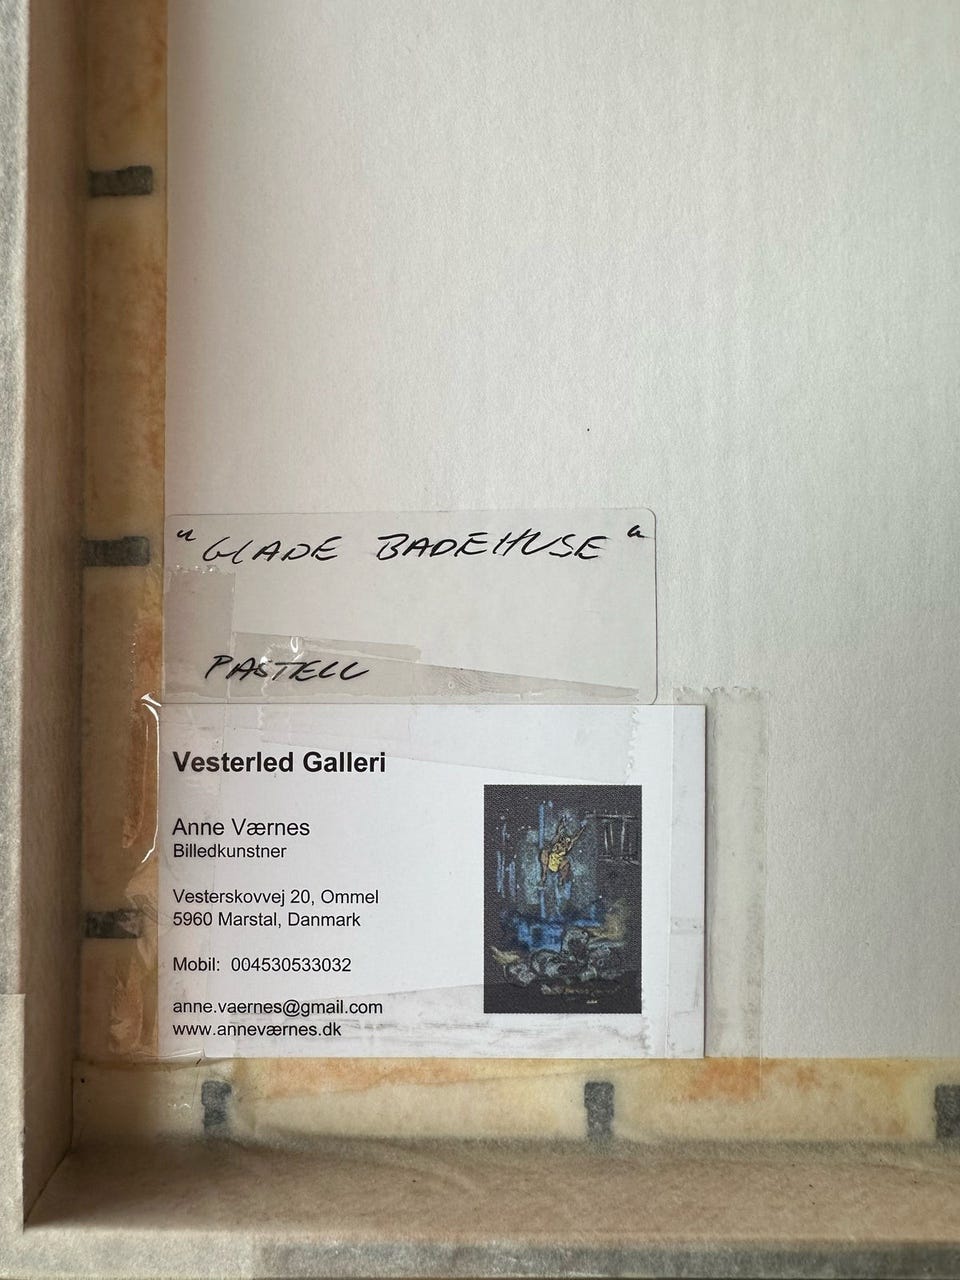 "GLADE BADEHUSE"
PASTELL
Vesterled Galleri
Anne Værnes
Billedkunstner
Vesterskovvej 20, Ommel
5960 Marstal, Danmark
Mobil: 004530533032
anne.vaernes@gmail.com
www.anneværnes.dk